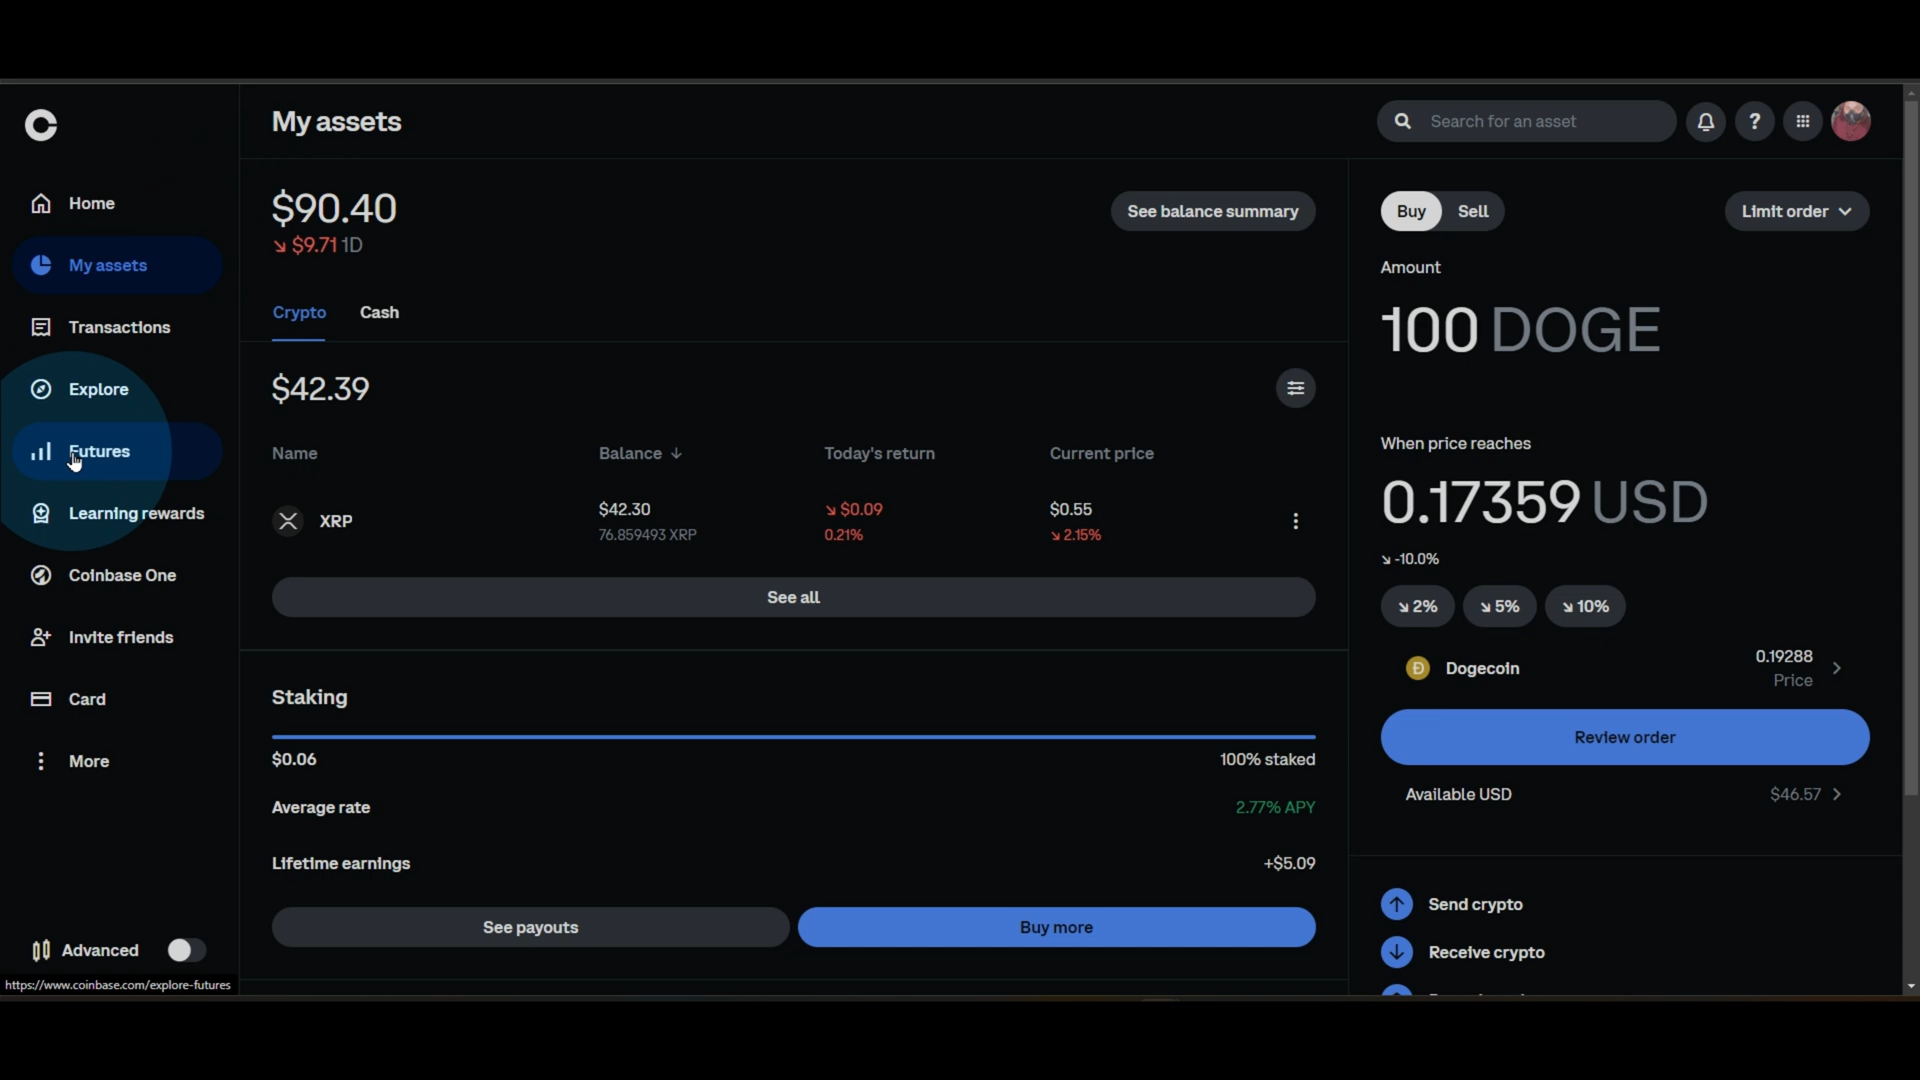 My assets
Search for an asset
?
Home
My assets
Transactions
Explore
Futures
Learning rewards
Coinbase One
Invite friends
Card
More
Advanced
https://www.coinbase.com/explore-futures
$90.40
↘ $9.71 1D
See balance summary
Crypto Cash
$42.39
Name Balance ↓ Today's return Current price
XRP $42.30 ↘ $0.09 $0.55
76.859493 XRP 0.21% ↘ 2.15%
See all
Staking
$0.06 100% staked
Average rate 2.77% APY
Lifetime earnings +$5.09
See payouts Buy more
Buy Sell Limit order
Amount
100 DOGE
When price reaches
0.17359 USD
↘ -10.0%
↘ 2% ↘ 5% ↘ 10%
Dogecoin 0.19288
Price
Review order
Available USD $46.57
Send crypto
Receive crypto